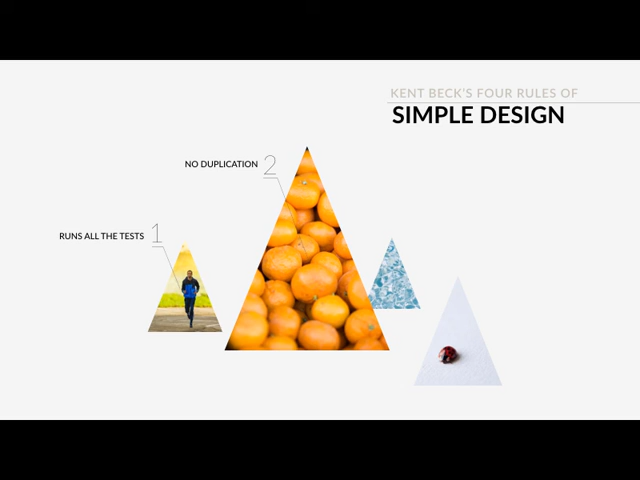 KENT BECK'S FOUR RULES OF
SIMPLE DESIGN
NO DUPLICATION 2
RUNS ALL THE TESTS 1